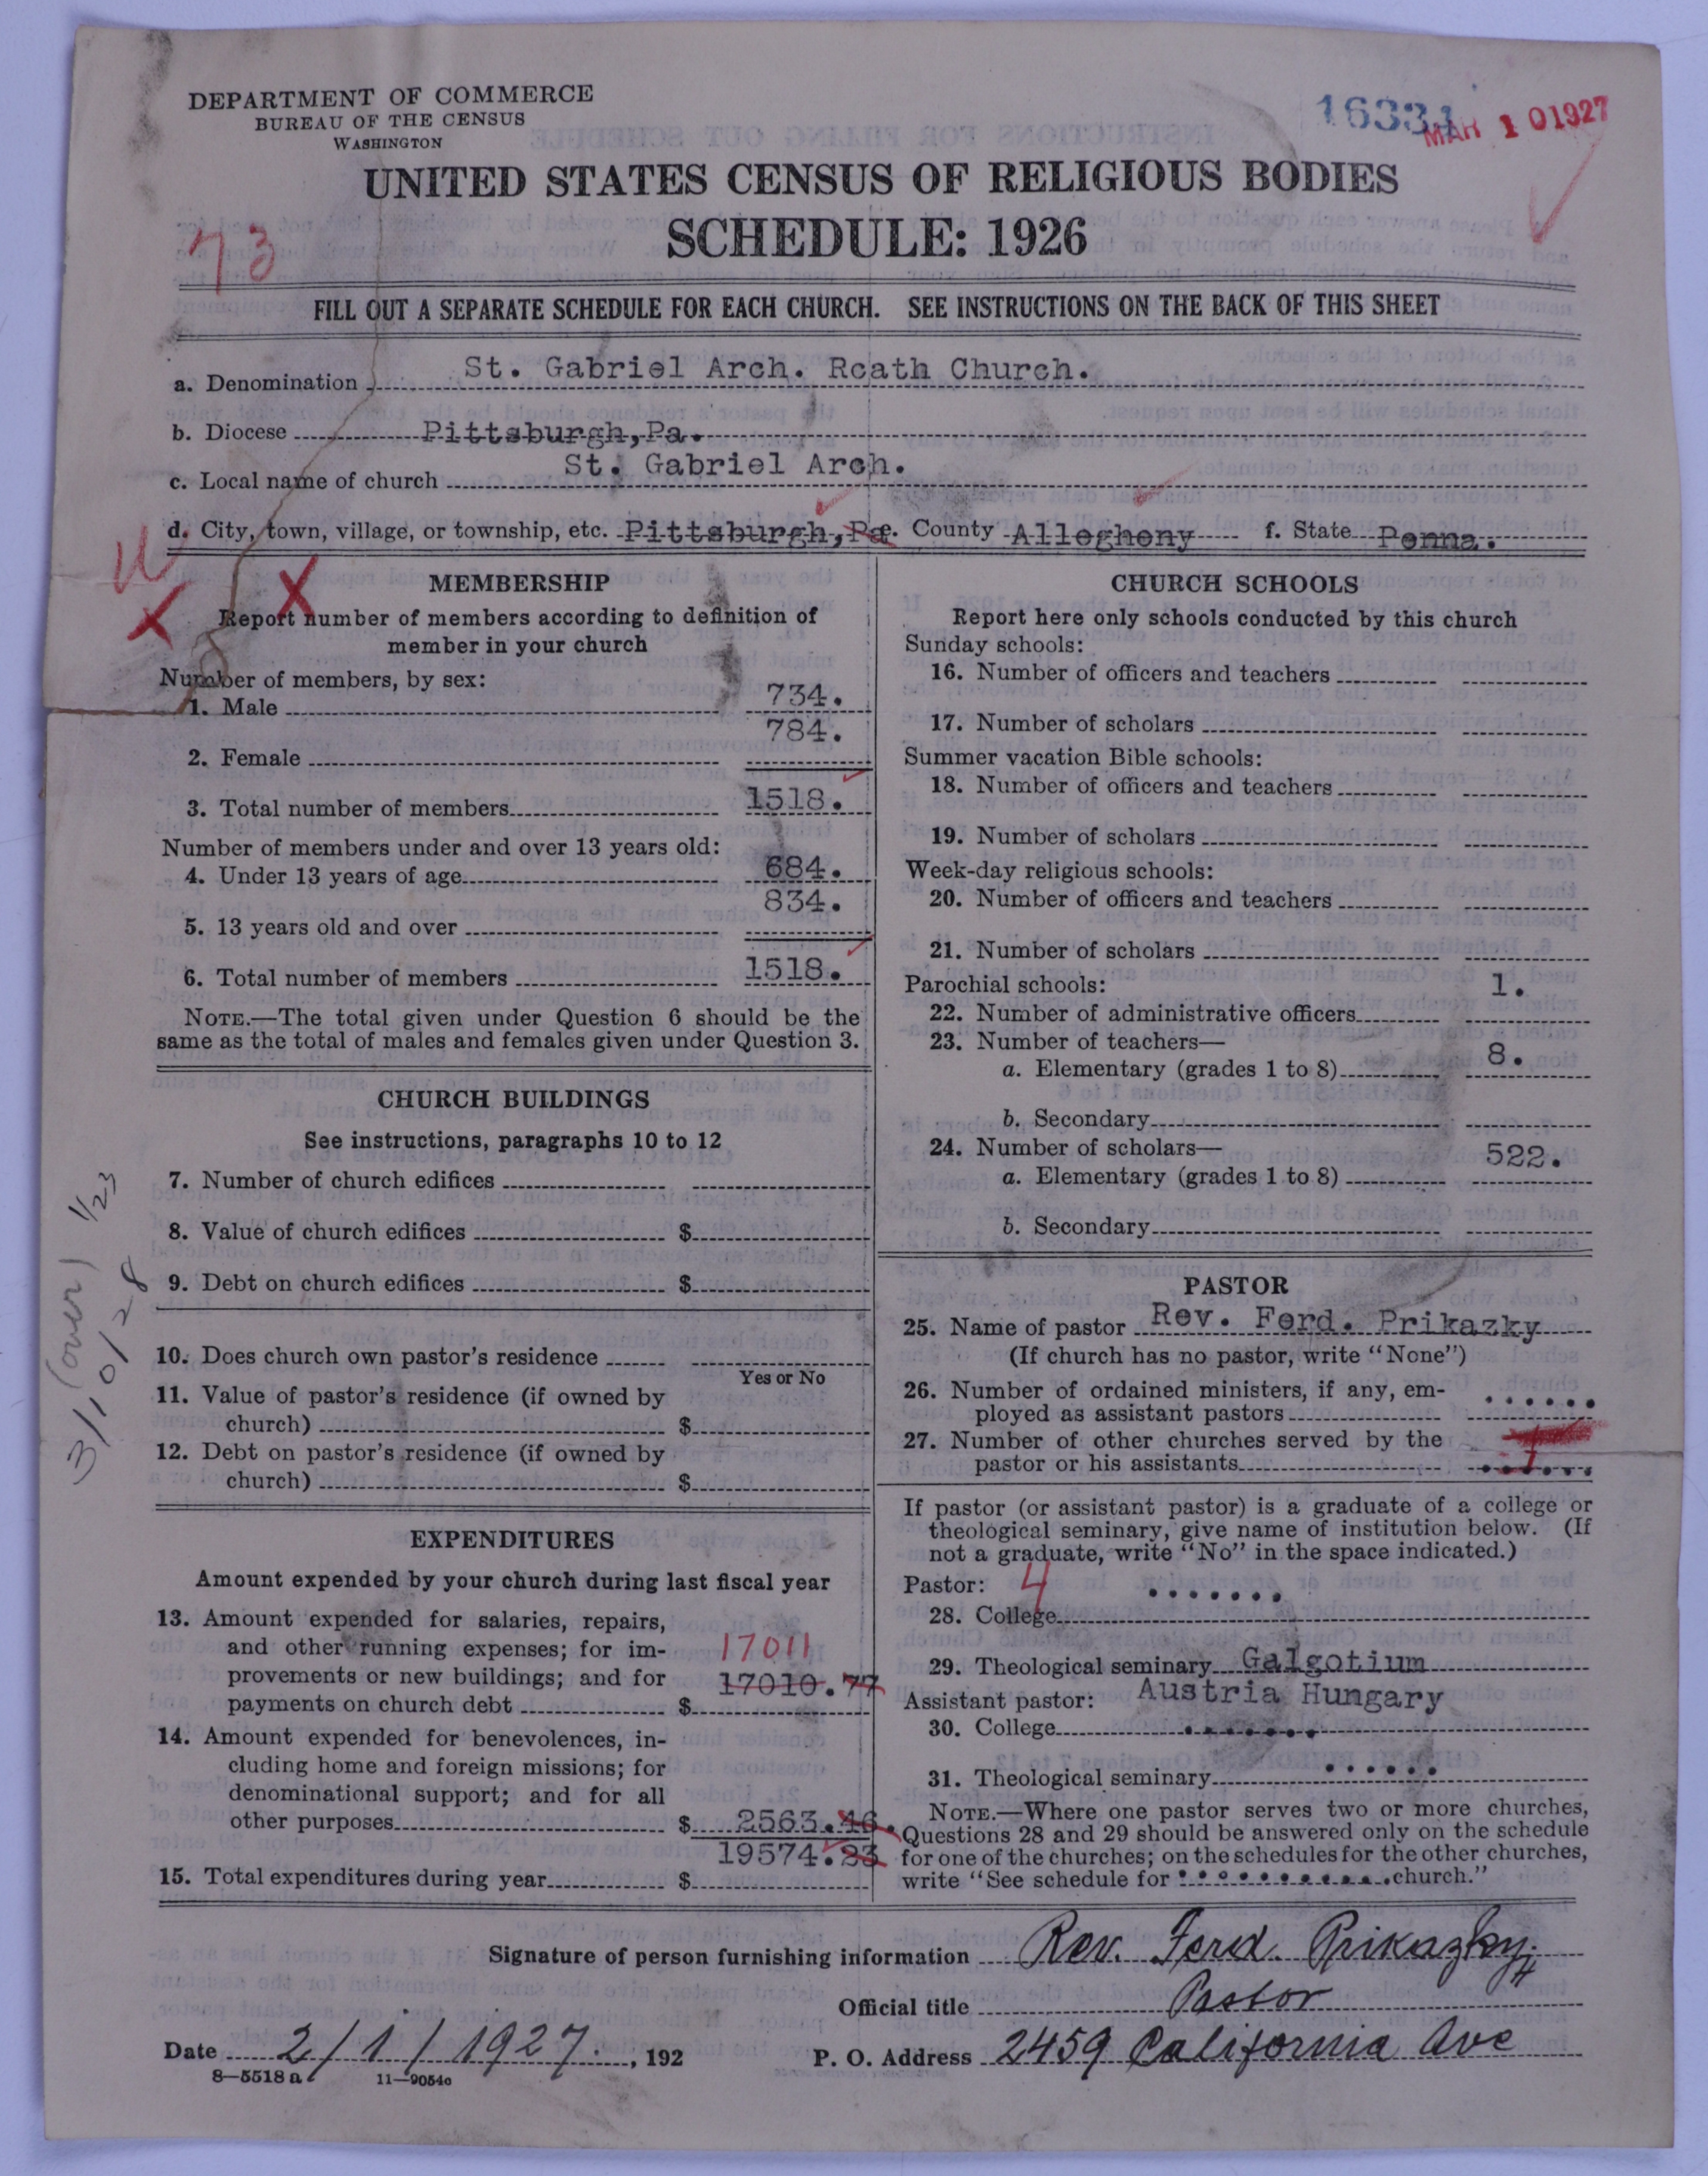 DEPARTMENT OF COMMERCE
BUREAU OF THE CENSUS
WASHINGTON
16331
MAR 10 1927
UNITED STATES CENSUS OF RELIGIOUS BODIES
SCHEDULE: 1926
73
FILL OUT A SEPARATE SCHEDULE FOR EACH CHURCH. SEE INSTRUCTIONS ON THE BACK OF THIS SHEET
a. Denomination St. Gabriel Arch. Rcath Church.
b. Diocese Pittsburgh,Pa.
c. Local name of church St. Gabriel Arch.
d. City, town, village, or township, etc. Pittsburgh,Pa e. County Allegheny f. State Penna.
MEMBERSHIP
Report number of members according to definition of
member in your church
Number of members, by sex:
1. Male 734.
2. Female 784.
3. Total number of members 1518.
Number of members under and over 13 years old:
4. Under 13 years of age 684.
5. 13 years old and over 834.
6. Total number of members 1518.
NOTE.—The total given under Question 6 should be the
same as the total of males and females given under Question 3.
CHURCH BUILDINGS
See instructions, paragraphs 10 to 12
7. Number of church edifices
8. Value of church edifices $
9. Debt on church edifices $
10. Does church own pastor's residence
Yes or No
11. Value of pastor's residence (if owned by
church) $
12. Debt on pastor's residence (if owned by
church) $
(over) 1/23
3/10/28
EXPENDITURES
Amount expended by your church during last fiscal year
13. Amount expended for salaries, repairs,
and other running expenses; for im- 17011
provements or new buildings; and for 17010.77
payments on church debt $
14. Amount expended for benevolences, in-
cluding home and foreign missions; for
denominational support; and for all
other purposes $ 2563.46.
15. Total expenditures during year $ 19574.23
CHURCH SCHOOLS
Report here only schools conducted by this church
Sunday schools:
16. Number of officers and teachers
17. Number of scholars
Summer vacation Bible schools:
18. Number of officers and teachers
19. Number of scholars
Week-day religious schools:
20. Number of officers and teachers
21. Number of scholars
Parochial schools:
22. Number of administrative officers 1.
23. Number of teachers—
a. Elementary (grades 1 to 8) 8.
b. Secondary
24. Number of scholars—
a. Elementary (grades 1 to 8) 522.
b. Secondary
PASTOR
25. Name of pastor Rev. Ferd. Prikazky
(If church has no pastor, write "None")
26. Number of ordained ministers, if any, em-
ployed as assistant pastors ......
27. Number of other churches served by the
pastor or his assistants ......
If pastor (or assistant pastor) is a graduate of a college or
theological seminary, give name of institution below. (If
not a graduate, write "No" in the space indicated.)
Pastor: 4
28. College .......
29. Theological seminary Galgotium
Assistant pastor: Austria Hungary
30. College .......
31. Theological seminary ......
NOTE.—Where one pastor serves two or more churches,
Questions 28 and 29 should be answered only on the schedule
for one of the churches; on the schedules for the other churches,
write "See schedule for ........... church."
Signature of person furnishing information Rev. Ferd. Prikazky
Official title Pastor
Date 2/1/1927., 192 P. O. Address 2459 California Ave
8—5518 a 11—9054c